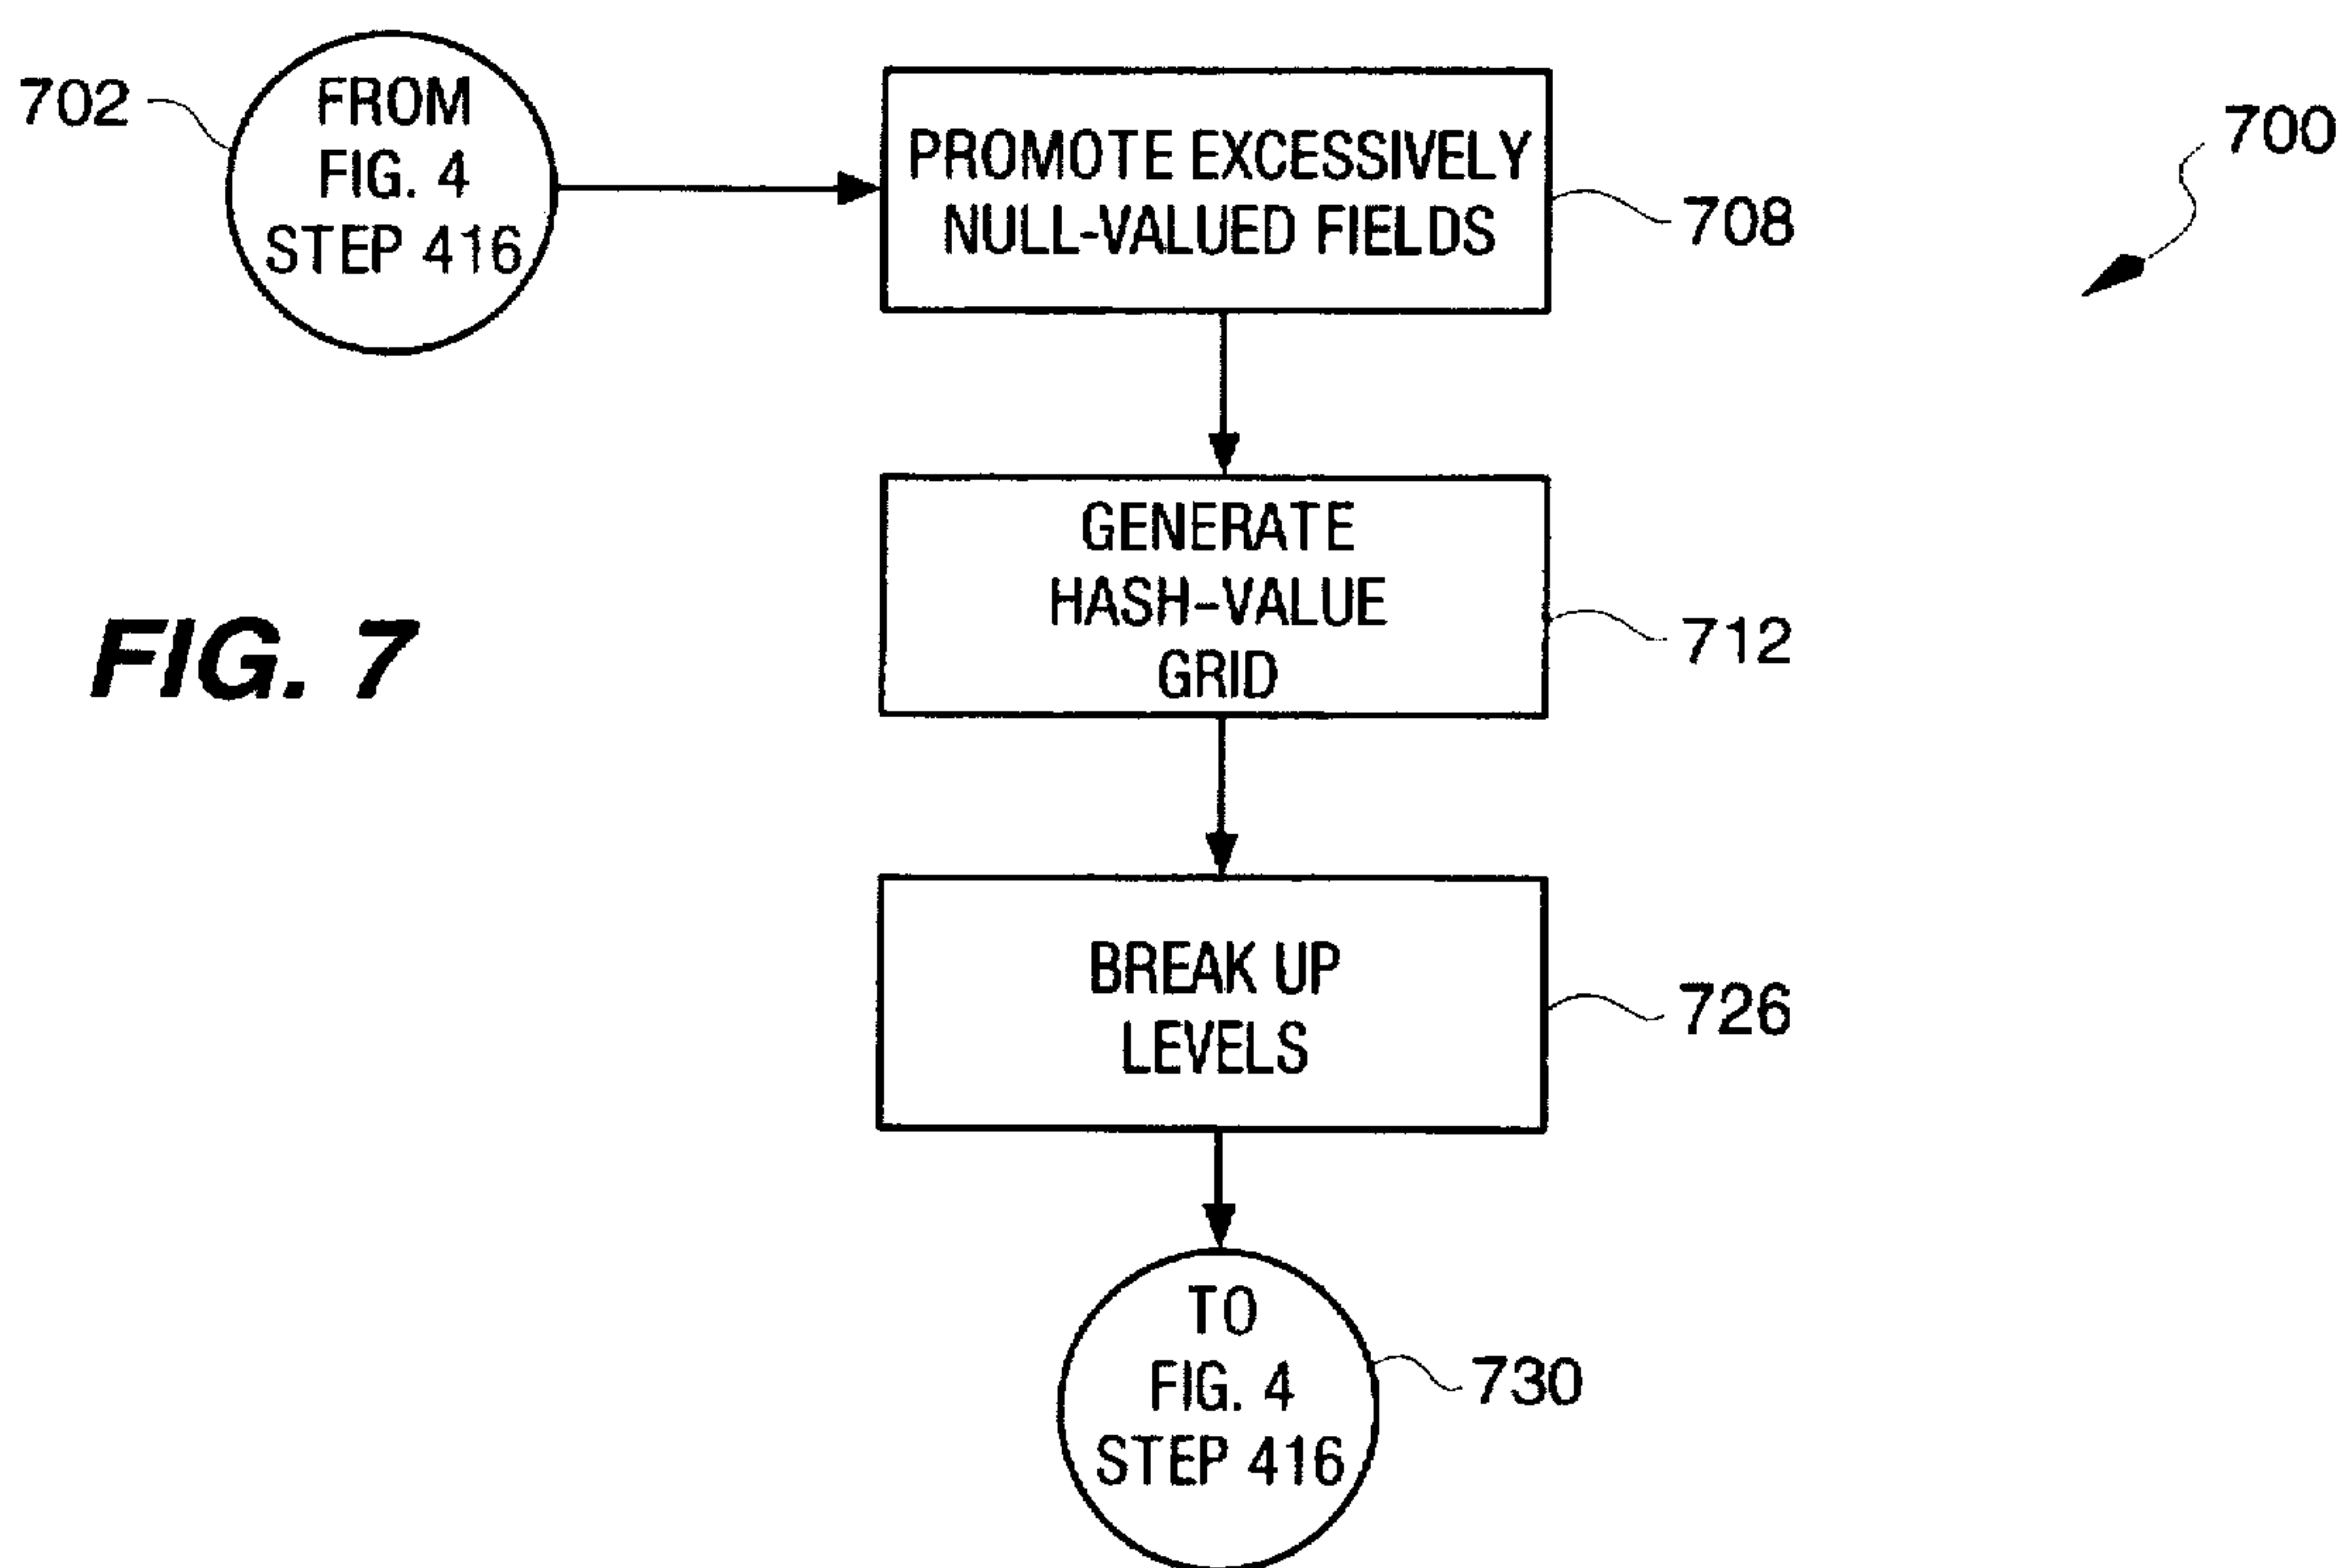 702
FROM
FIG. 4
STEP 416
PROMOTE EXCESSIVELY
NULL-VALUED FIELDS
708
700
GENERATE
HASH-VALUE
GRID
712
FIG. 7
BREAK UP
LEVELS
726
TO
FIG. 4
STEP 416
730